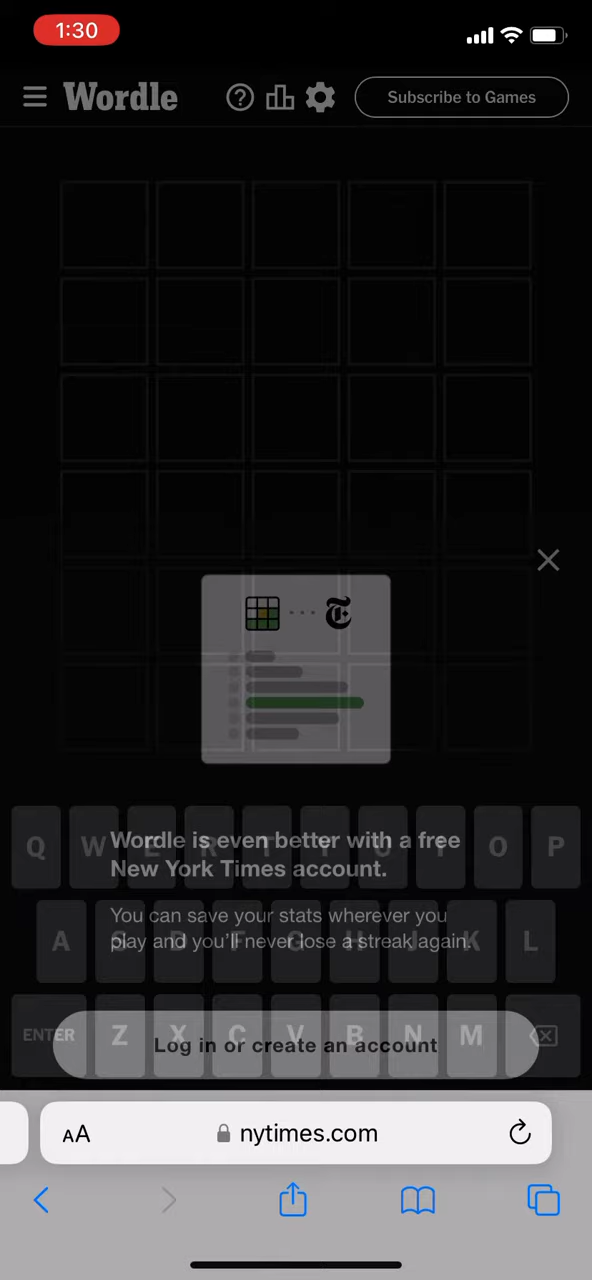 1:30
Wordle
Subscribe to Games
Q W E R T Y U I O P
Wordle is even better with a free
New York Times account.
You can save your stats wherever you
A S D F G H J K L
play and you'll never lose a streak again.
ENTER Z X C V B N M
Log in or create an account
AA
nytimes.com